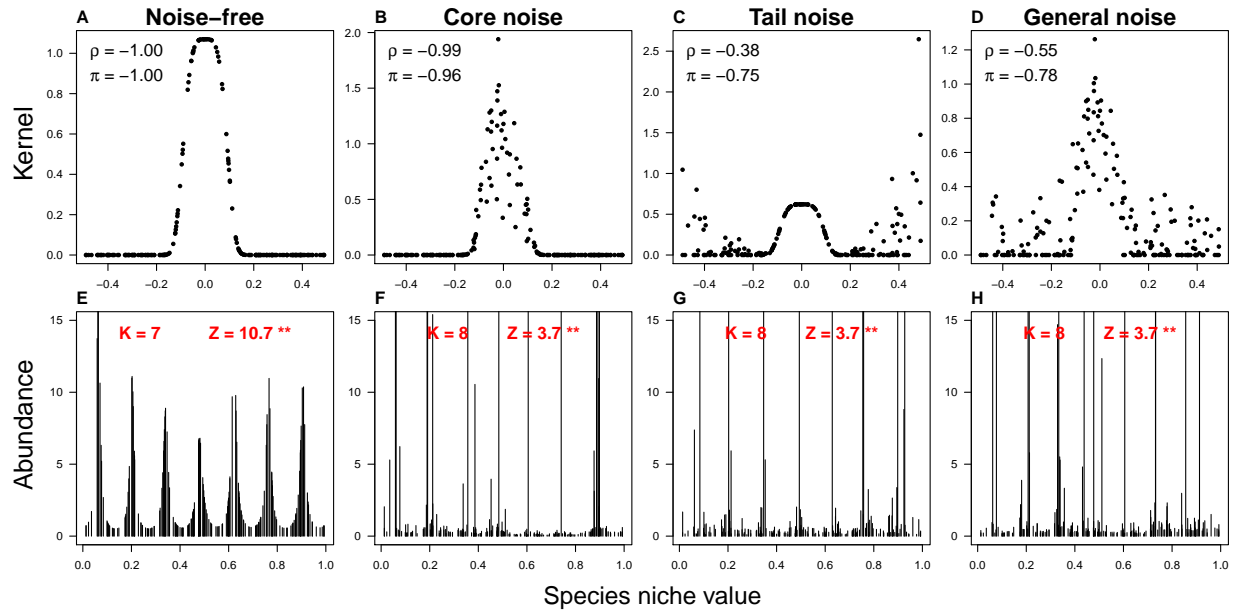 A Noise−free
B Core noise
C Tail noise
D General noise
Kernel
ρ = −1.00
π = −1.00
ρ = −0.99
π = −0.96
ρ = −0.38
π = −0.75
ρ = −0.55
π = −0.78
0.0 0.2 0.4 0.6 0.8 1.0
0.0 0.5 1.0 1.5 2.0
0.0 0.5 1.0 1.5 2.0 2.5
0.0 0.2 0.4 0.6 0.8 1.0 1.2
−0.4 −0.2 0.0 0.2 0.4
−0.4 −0.2 0.0 0.2 0.4
−0.4 −0.2 0.0 0.2 0.4
−0.4 −0.2 0.0 0.2 0.4
E
F
G
H
Abundance
K = 7 Z = 10.7 **
K = 8 Z = 3.7 **
K = 8 Z = 3.7 **
K = 8 Z = 3.7 **
0 5 10 15
0 5 10 15
0 5 10 15
0 5 10 15
0.0 0.2 0.4 0.6 0.8 1.0
0.0 0.2 0.4 0.6 0.8 1.0
0.0 0.2 0.4 0.6 0.8 1.0
0.0 0.2 0.4 0.6 0.8 1.0
Species niche value